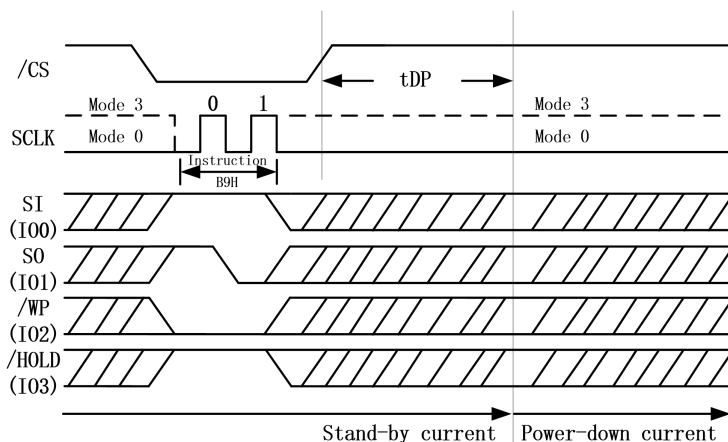 /CS
tDP
Mode 3
0 1
Mode 3
SCLK
Mode 0
Mode 0
Instruction
B9H
SI
(IO0)
SO
(IO1)
/WP
(IO2)
/HOLD
(IO3)
Stand-by current
Power-down current